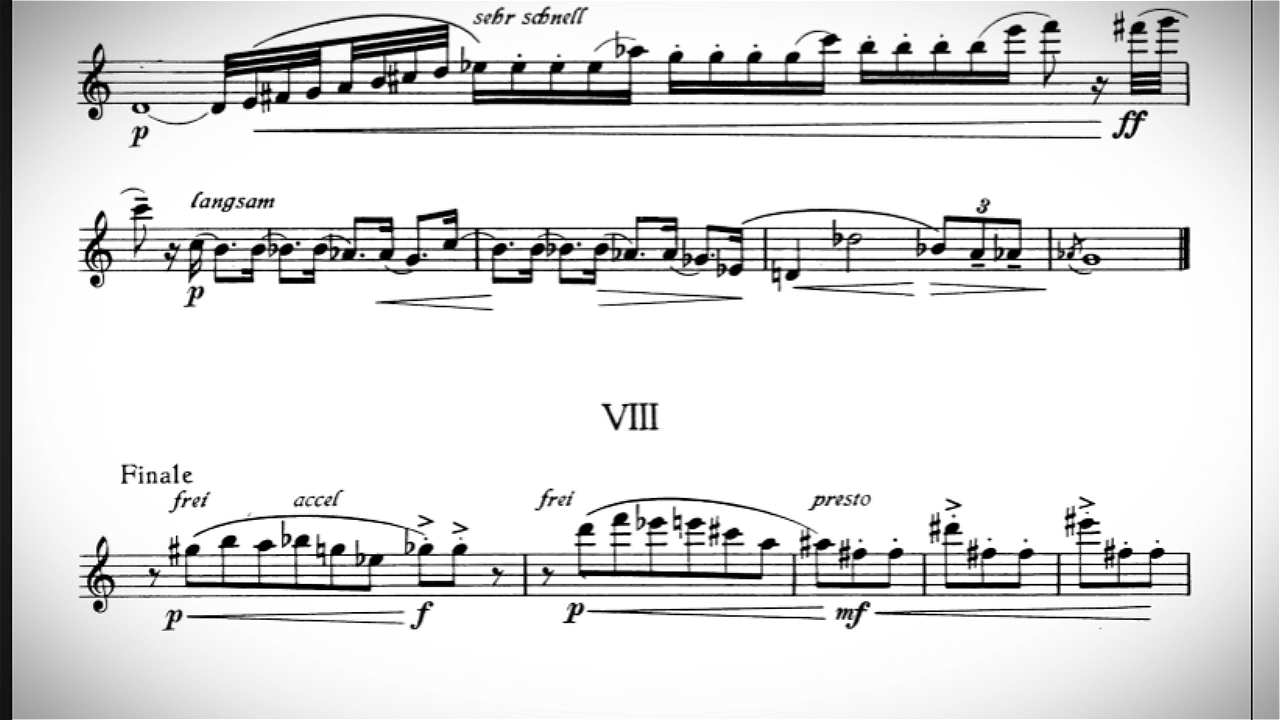 sehr schnell
p ff
langsam
3
p
VIII
Finale
frei accel frei presto
p f p mf